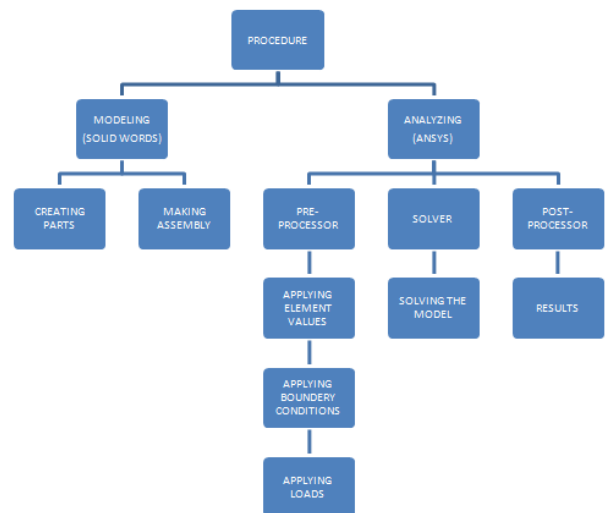 PROCEDURE
MODELING
(SOLID WORDS)
ANALYZING
(ANSYS)
CREATING
PARTS
MAKING
ASSEMBLY
PRE-
PROCESSOR
SOLVER
POST-
PROCESSOR
APPLYING
ELEMENT
VALUES
SOLVING THE
MODEL
RESULTS
APPLYING
BOUNDERY
CONDITIONS
APPLYING
LOADS